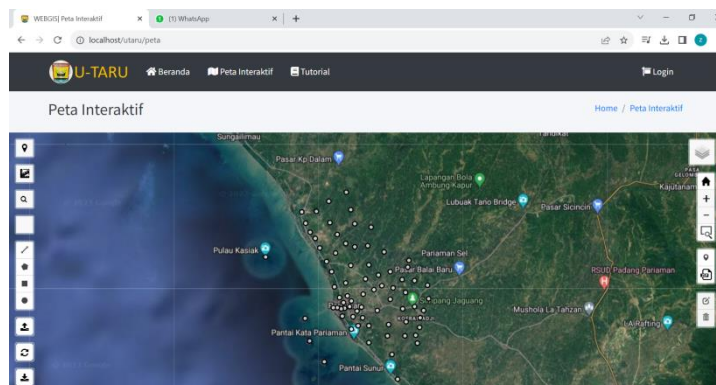 WEBGIS| Peta Interaktif
(1) WhatsApp
localhost/utaru/peta
U-TARU
Beranda
Peta Interaktif
Tutorial
Login
Peta Interaktif
Home / Peta Interaktif
Sungailimau
Tandikat
Pasar Kp Dalam
Lapangan Bola
Ambung Kapur
Kajutanam
Lubuak Tano Bridge
Pasar Sicincin
Pulau Kasiak
Pariaman Sel
Pasar Balai Baru
RSUD Padang Pariaman
Simpang Jaguang
Mushola La Tahzan
LA Rafting
Pantai Kata Pariaman
Pantai Sunur